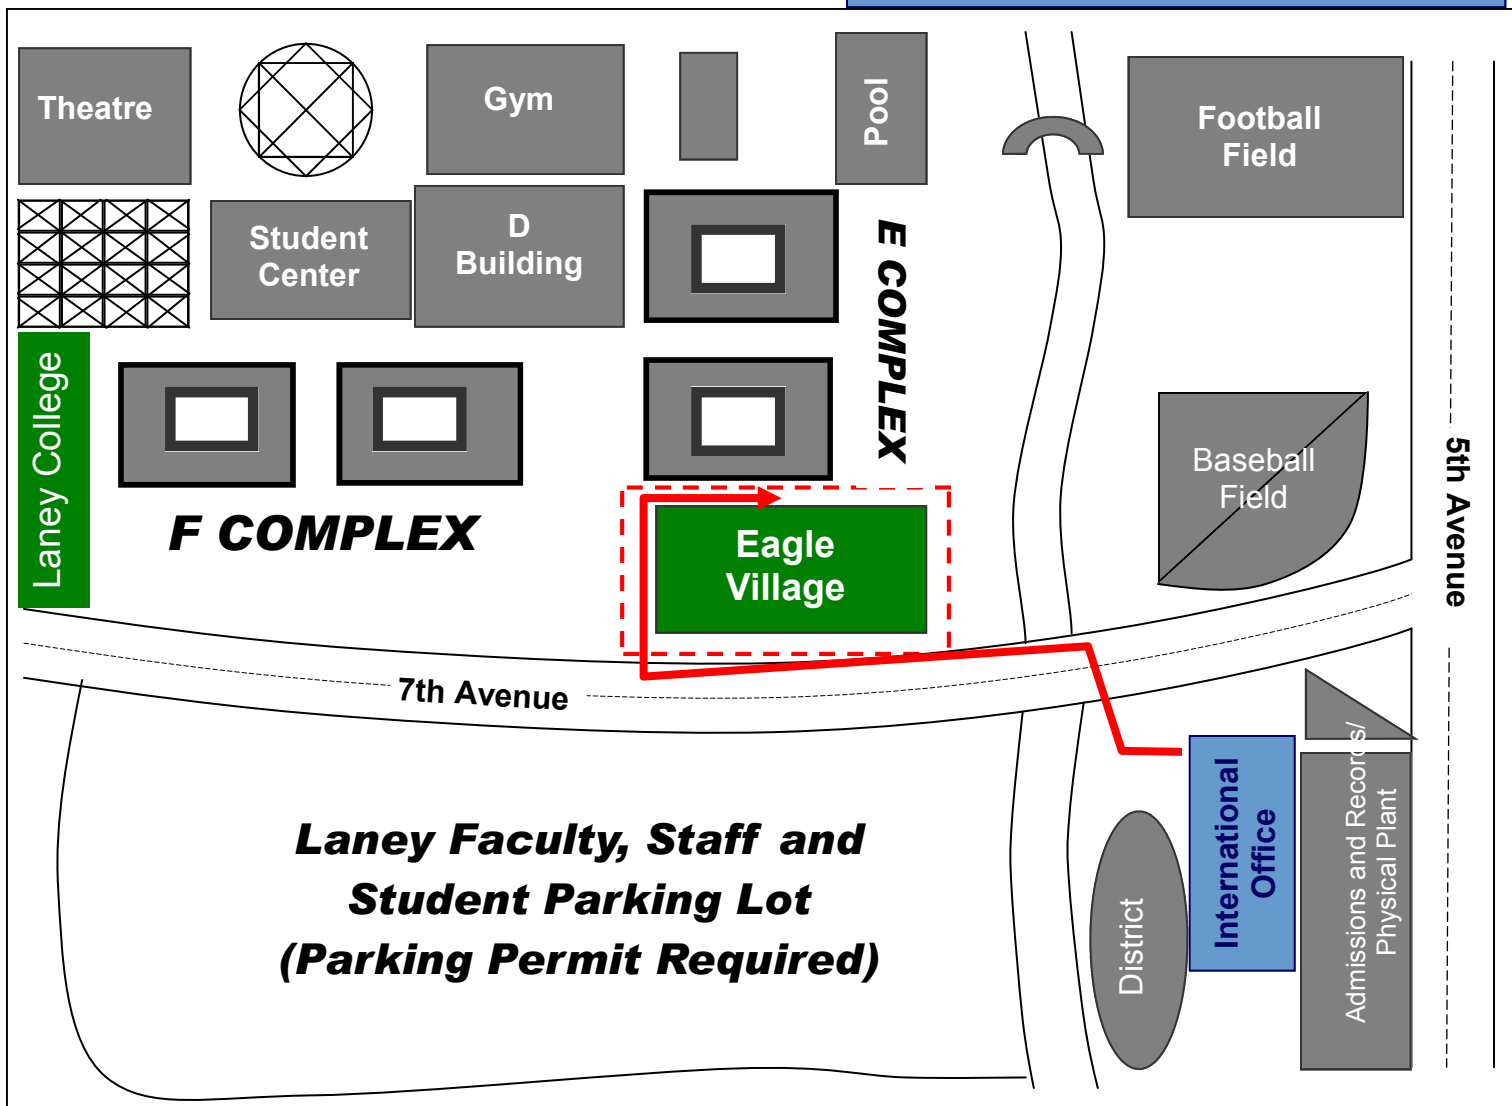 Theatre
Gym
Pool
Football
Field
Student
Center
D
Building
E COMPLEX
Laney College
Baseball
Field
5th Avenue
F COMPLEX
Eagle
Village
7th Avenue
Laney Faculty, Staff and
Student Parking Lot
(Parking Permit Required)
District
International
Office
Admissions and Records/
Physical Plant